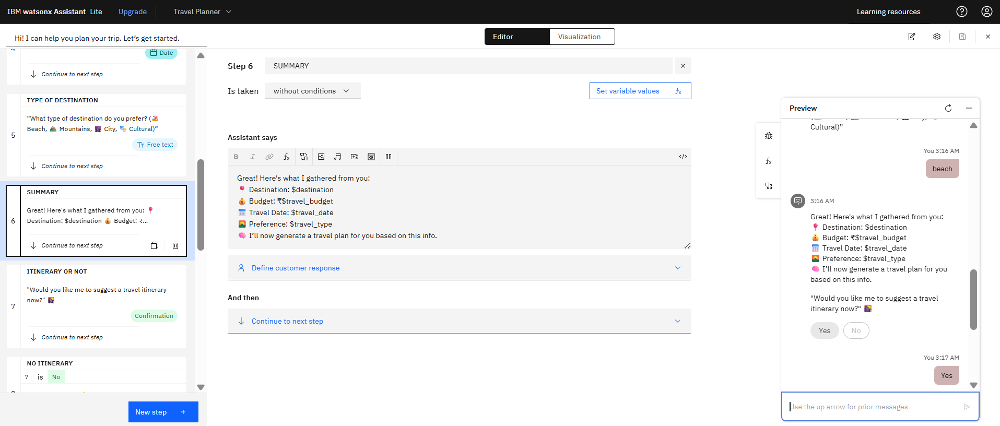 IBM watsonx Assistant Lite
Upgrade
Travel Planner
Learning resources
Hi! I can help you plan your trip. Let’s get started.
Editor
Visualization
4
Date
Continue to next step
TYPE OF DESTINATION
5
“What type of destination do you prefer? (🏖️
Beach, ⛰️ Mountains, 🌆 City, 🎭 Cultural)”
Free text
Continue to next step
SUMMARY
6
Great! Here's what I gathered from you: 📍
Destination: $destination 💰 Budget: ₹...
Continue to next step
ITINERARY OR NOT
7
"Would you like me to suggest a travel itinerary
now?" 🌆
Confirmation
Continue to next step
NO ITINERARY
7 is No
New step +
Step 6
SUMMARY
Is taken
without conditions
Set variable values fx
Assistant says
B I fx </>
Great! Here's what I gathered from you:
📍 Destination: $destination
💰 Budget: ₹$travel_budget
📅 Travel Date: $travel_date
🌄 Preference: $travel_type
🧠 I’ll now generate a travel plan for you based on this info.
Define customer response
And then
Continue to next step
fx
Preview
Cultural)”
You 3:16 AM
beach
3:16 AM
Great! Here's what I gathered from you:
📍 Destination: $destination
💰 Budget: ₹$travel_budget
📅 Travel Date: $travel_date
🌄 Preference: $travel_type
🧠 I’ll now generate a travel plan for you
based on this info.
"Would you like me to suggest a travel
itinerary now?" 🌆
Yes
No
You 3:17 AM
Yes
Use the up arrow for prior messages